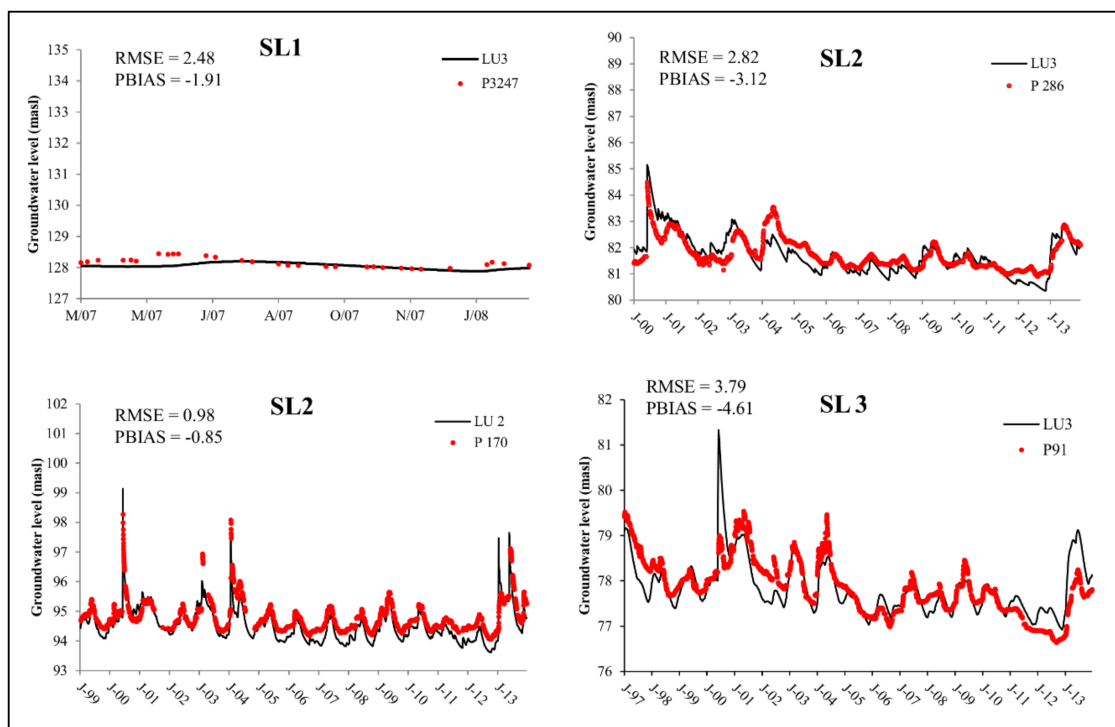 SL1
RMSE = 2.48
PBIAS = -1.91
LU3
P3247
Groundwater level (masl)
135
134
133
132
131
130
129
128
127
M/07
M/07
J/07
A/07
O/07
N/07
J/08
SL2
RMSE = 2.82
PBIAS = -3.12
LU3
P 286
Groundwater level (masl)
90
89
88
87
86
85
84
83
82
81
80
J-00
J-01
J-02
J-03
J-04
J-05
J-06
J-07
J-08
J-09
J-10
J-11
J-12
J-13
SL2
RMSE = 0.98
PBIAS = -0.85
LU 2
P 170
Groundwater level (masl)
102
101
100
99
98
97
96
95
94
93
J-99
J-00
J-01
J-02
J-03
J-04
J-05
J-06
J-07
J-08
J-09
J-10
J-11
J-12
J-13
SL 3
RMSE = 3.79
PBIAS = -4.61
LU3
P91
Groundwater level (masl)
82
81
80
79
78
77
76
J-97
J-98
J-99
J-00
J-01
J-02
J-03
J-04
J-05
J-06
J-07
J-08
J-09
J-10
J-11
J-12
J-13